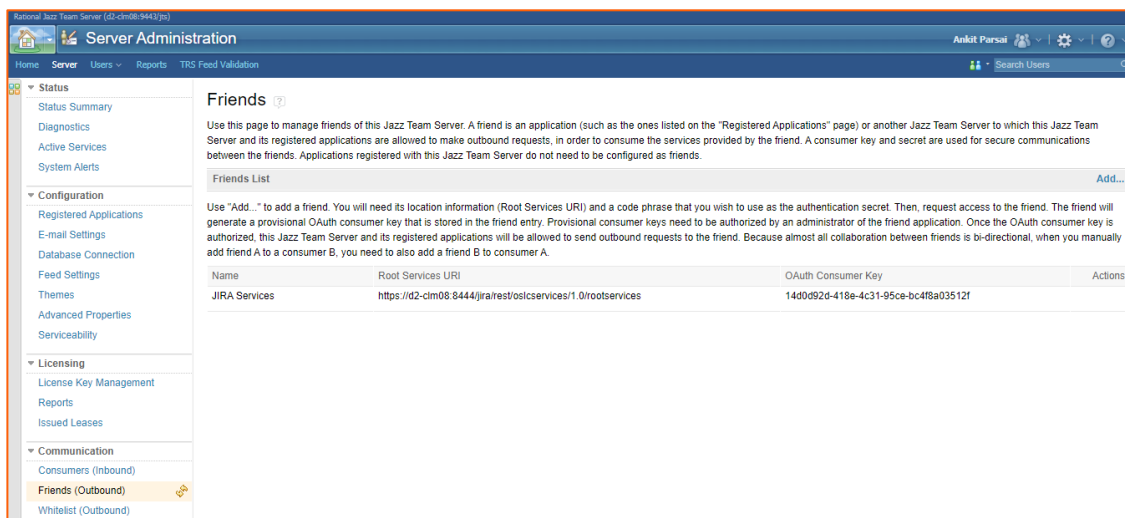 Rational Jazz Team Server (d2-clm08:9443/jts)
Server Administration
Ankit Parsai
Home Server Users Reports TRS Feed Validation
Search Users
Status
Status Summary
Diagnostics
Active Services
System Alerts
Configuration
Registered Applications
E-mail Settings
Database Connection
Feed Settings
Themes
Advanced Properties
Serviceability
Licensing
License Key Management
Reports
Issued Leases
Communication
Consumers (Inbound)
Friends (Outbound)
Whitelist (Outbound)
Friends ?
Use this page to manage friends of this Jazz Team Server. A friend is an application (such as the ones listed on the "Registered Applications" page) or another Jazz Team Server to which this Jazz Team
Server and its registered applications are allowed to make outbound requests, in order to consume the services provided by the friend. A consumer key and secret are used for secure communications
between the friends. Applications registered with this Jazz Team Server do not need to be configured as friends.
Friends List Add...
Use "Add..." to add a friend. You will need its location information (Root Services URI) and a code phrase that you wish to use as the authentication secret. Then, request access to the friend. The friend will
generate a provisional OAuth consumer key that is stored in the friend entry. Provisional consumer keys need to be authorized by an administrator of the friend application. Once the OAuth consumer key is
authorized, this Jazz Team Server and its registered applications will be allowed to send outbound requests to the friend. Because almost all collaboration between friends is bi-directional, when you manually
add friend A to a consumer B, you need to also add a friend B to consumer A.
Name Root Services URI OAuth Consumer Key Actions
JIRA Services https://d2-clm08:8444/jira/rest/oslcservices/1.0/rootservices 14d0d92d-418e-4c31-95ce-bc4f8a03512f